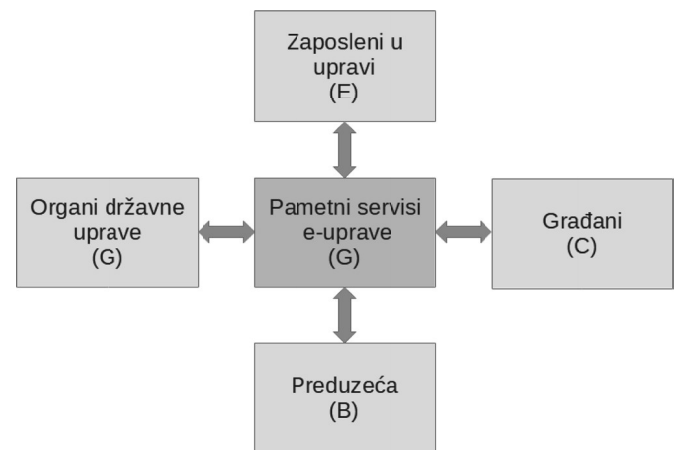 Zaposleni u
upravi
(F)
Organi državne
uprave
(G)
Pametni servisi
e-uprave
(G)
Građani
(C)
Preduzeća
(B)